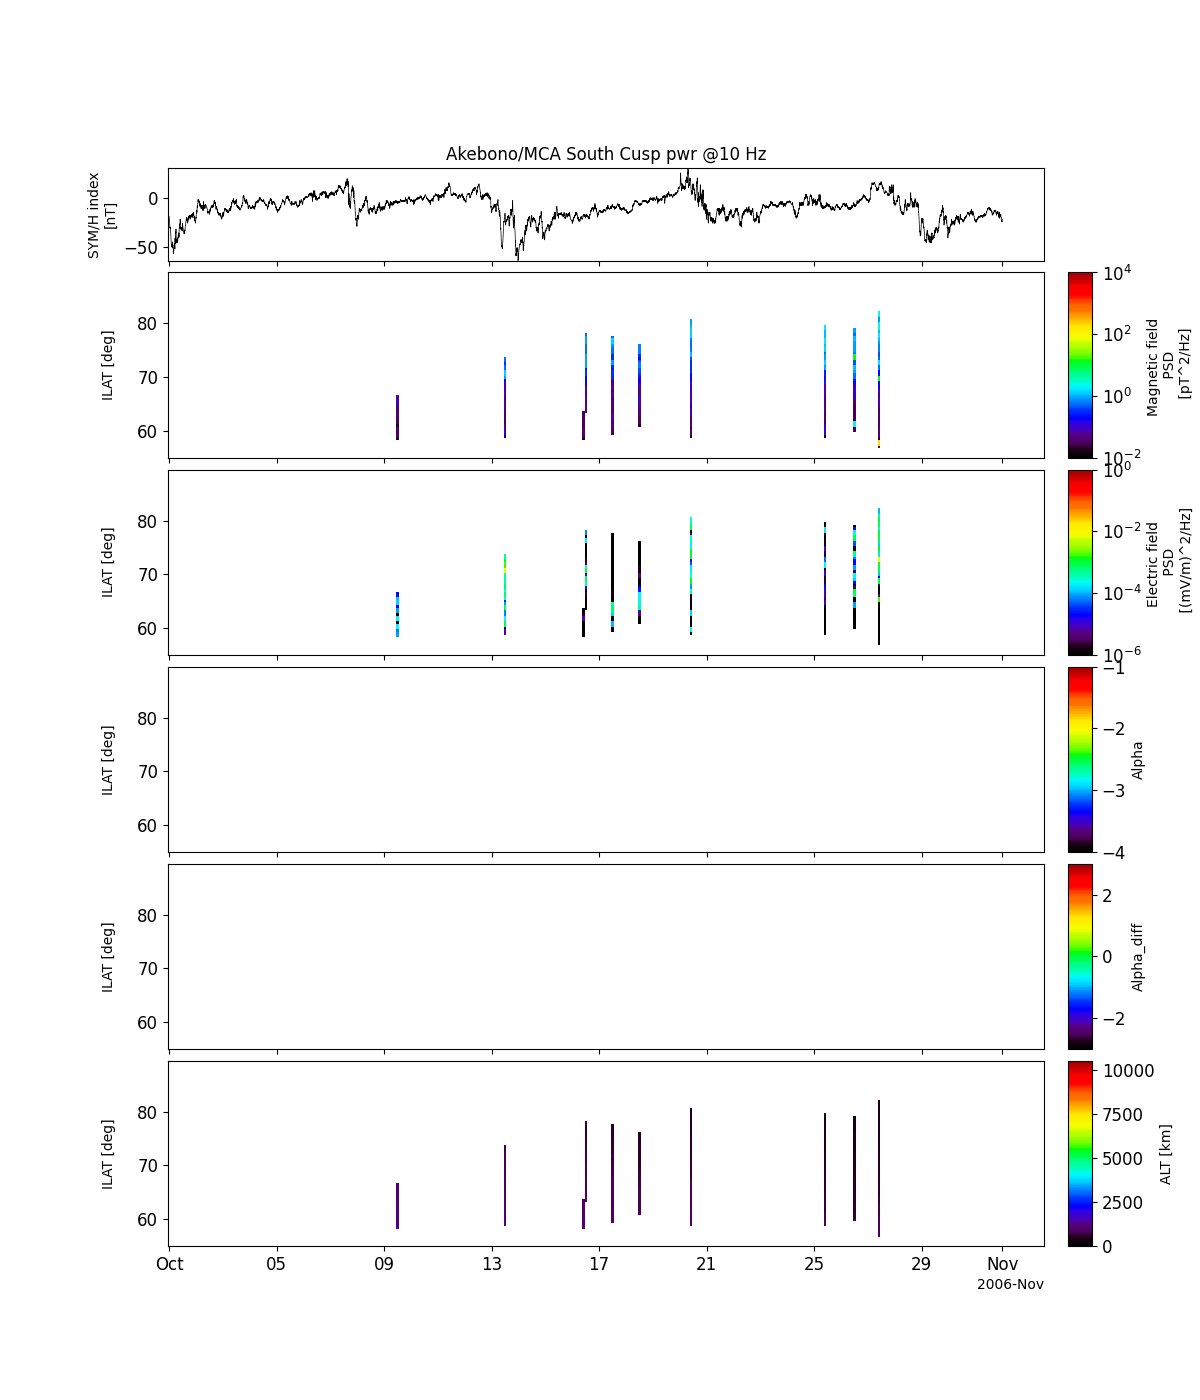 Akebono/MCA South Cusp pwr @10 Hz
SYM/H index
[nT]
0
−50
ILAT [deg]
80
70
60
10^4
10^2
10^0
10^−2
Magnetic field
PSD
[pT^2/Hz]
ILAT [deg]
80
70
60
10^0
10^−2
10^−4
10^−6
Electric field
PSD
[(mV/m)^2/Hz]
ILAT [deg]
80
70
60
−1
−2
−3
−4
Alpha
ILAT [deg]
80
70
60
2
0
−2
Alpha_diff
ILAT [deg]
80
70
60
10000
7500
5000
2500
0
ALT [km]
Oct 05 09 13 17 21 25 29 Nov
2006-Nov